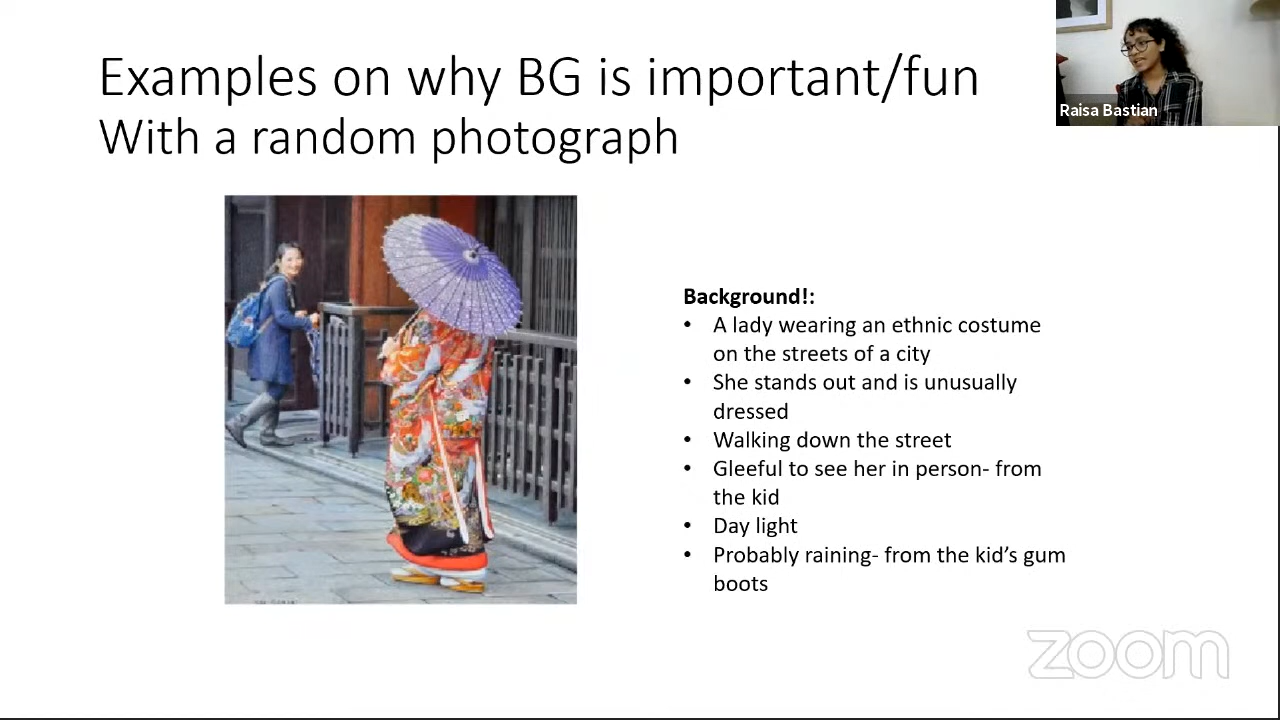 Examples on why BG is important/fun
With a random photograph
Raisa Bastian
Background!:
• A lady wearing an ethnic costume
on the streets of a city
• She stands out and is unusually
dressed
• Walking down the street
• Gleeful to see her in person- from
the kid
• Day light
• Probably raining- from the kid’s gum
boots
zoom